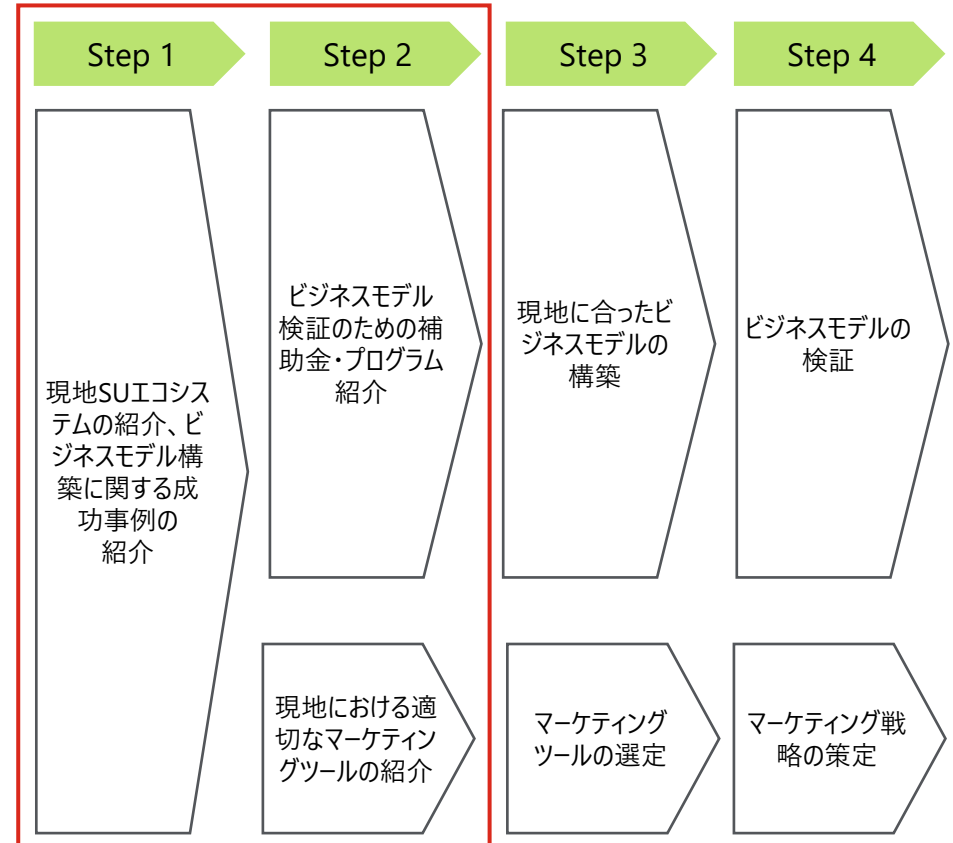 Step 1
Step 2
Step 3
Step 4
現地SUエコシス
テムの紹介、ビ
ジネスモデル構
築に関する成
功事例の
紹介
ビジネスモデル
検証のための補
助金・プログラム
紹介
現地に合ったビ
ジネスモデルの
構築
ビジネスモデルの
検証
現地における適
切なマーケティン
グツールの紹介
マーケティング
ツールの選定
マーケティング戦
略の策定